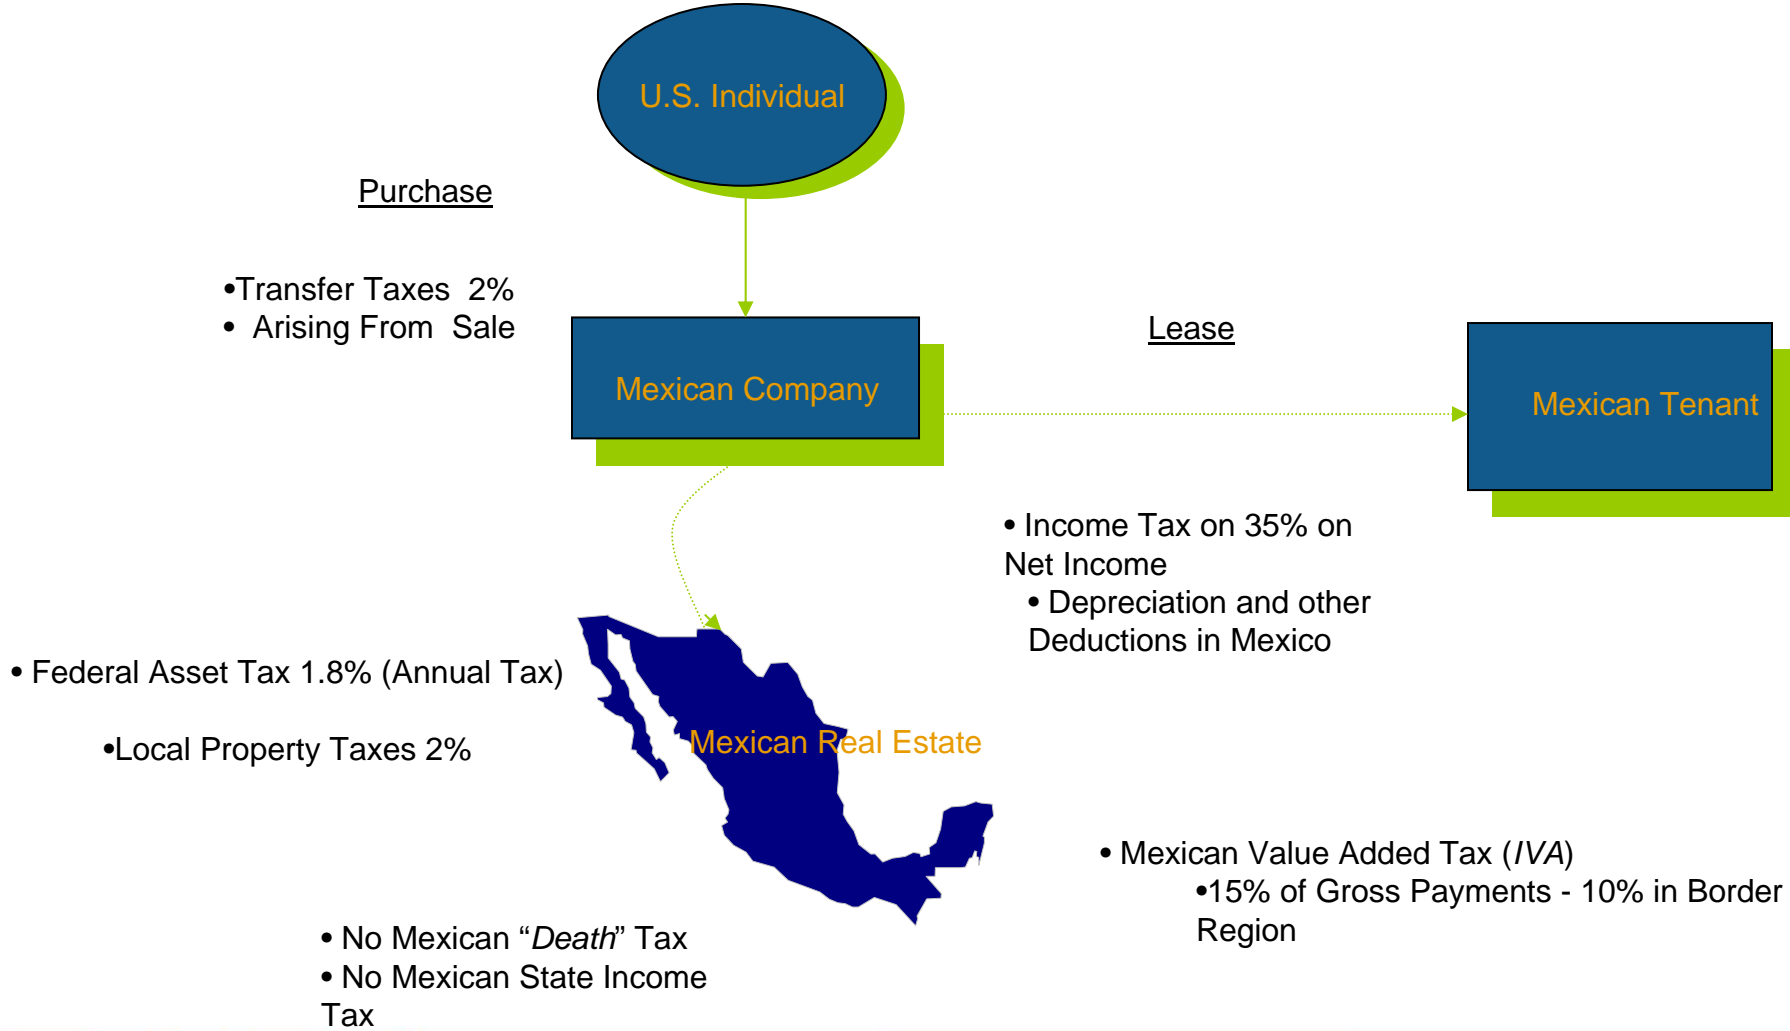 U.S. Individual
Purchase
•Transfer Taxes 2%
• Arising From Sale
Mexican Company
Lease
Mexican Tenant
• Income Tax on 35% on
Net Income
• Depreciation and other
Deductions in Mexico
• Federal Asset Tax 1.8% (Annual Tax)
•Local Property Taxes 2%
Mexican Real Estate
• Mexican Value Added Tax (IVA)
•15% of Gross Payments - 10% in Border
Region
• No Mexican “Death” Tax
• No Mexican State Income
Tax